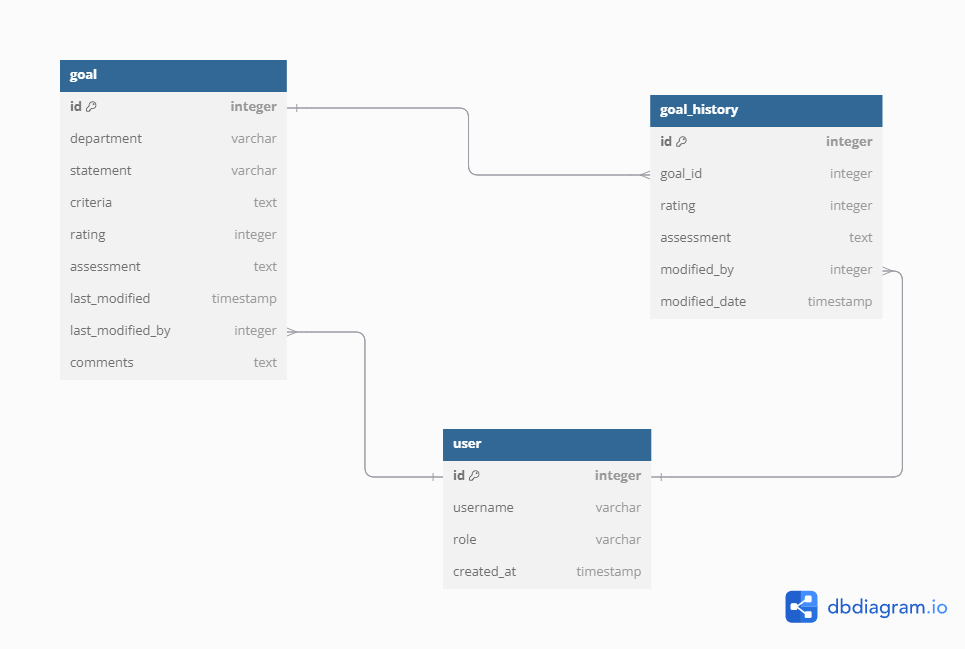 goal
id integer
department varchar
statement varchar
criteria text
rating integer
assessment text
last_modified timestamp
last_modified_by integer
comments text
goal_history
id integer
goal_id integer
rating integer
assessment text
modified_by integer
modified_date timestamp
user
id integer
username varchar
role varchar
created_at timestamp
dbdiagram.io